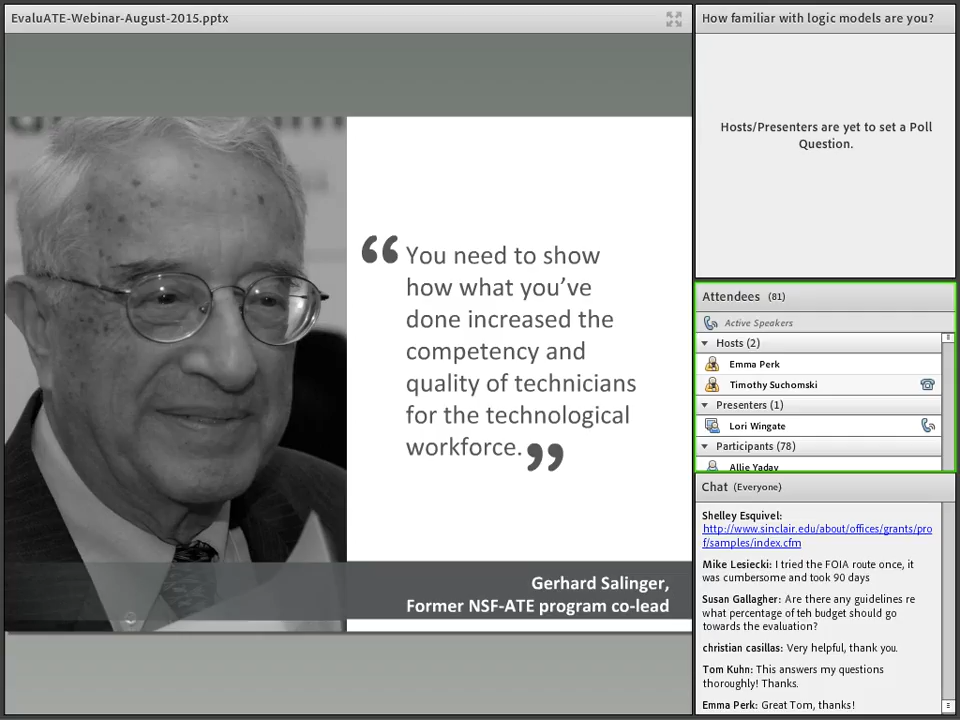 EvaluATE-Webinar-August-2015.pptx
“ You need to show
how what you’ve
done increased the
competency and
quality of technicians
for the technological
workforce. ”
Gerhard Salinger,
Former NSF-ATE program co-lead
How familiar with logic models are you?
Hosts/Presenters are yet to set a Poll
Question.
Attendees (81)
Active Speakers
Hosts (2)
Emma Perk
Timothy Suchomski
Presenters (1)
Lori Wingate
Participants (78)
Allie Yaday
Chat (Everyone)
Shelley Esquivel:
http://www.sinclair.edu/about/offices/grants/pro
f/samples/index.cfm
Mike Lesiecki: I tried the FOIA route once, it
was cumbersome and took 90 days
Susan Gallagher: Are there any guidelines re
what percentage of teh budget should go
towards the evaluation?
christian casillas: Very helpful, thank you.
Tom Kuhn: This answers my questions
thoroughly! Thanks.
Emma Perk: Great Tom, thanks!